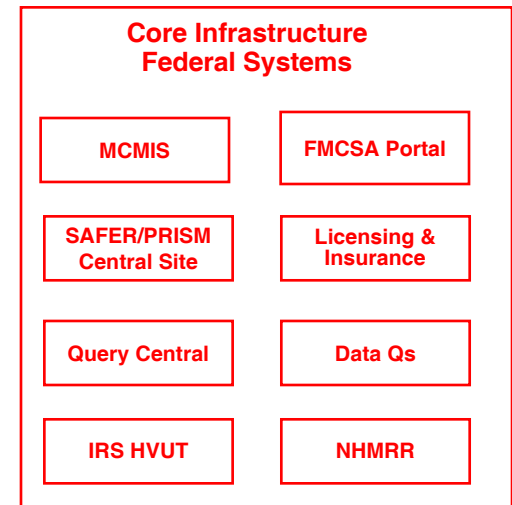 Core Infrastructure
Federal Systems
MCMIS
FMCSA Portal
SAFER/PRISM
Central Site
Licensing &
Insurance
Query Central
Data Qs
IRS HVUT
NHMRR